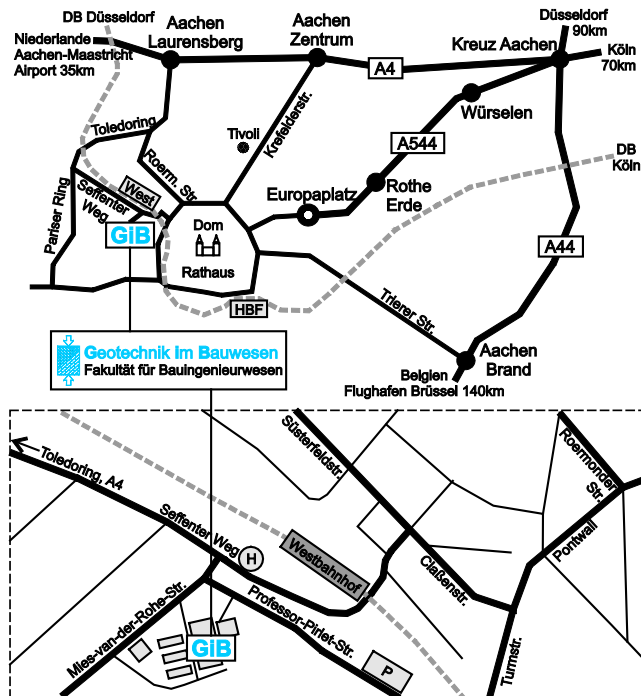 DB Düsseldorf
Niederlande
Aachen-Maastricht
Airport 35km
Aachen
Laurensberg
Aachen
Zentrum
Kreuz Aachen
Düsseldorf
90km
Köln
70km
A4
Toledoring
Roerm. Str.
Tivoli
Krefelderstr.
Würselen
A544
DB
Köln
Pariser Ring
Seffenter
Weg
West
Europaplatz
Rothe
Erde
GiB
Dom
Rathaus
A44
HBF
Trierer Str.
Geotechnik im Bauwesen
Fakultät für Bauingenieurwesen
Aachen
Brand
Belgien
Flughafen Brüssel 140km
Toledoring, A4
Süsterfeldstr.
Roermonder
Str.
Seffenter Weg
H
Westbahnhof
Pontwall
Claßenstr.
Mies-van-der-Rohe-Str.
Professor-Pirlet-Str.
GiB
P
Turmstr.